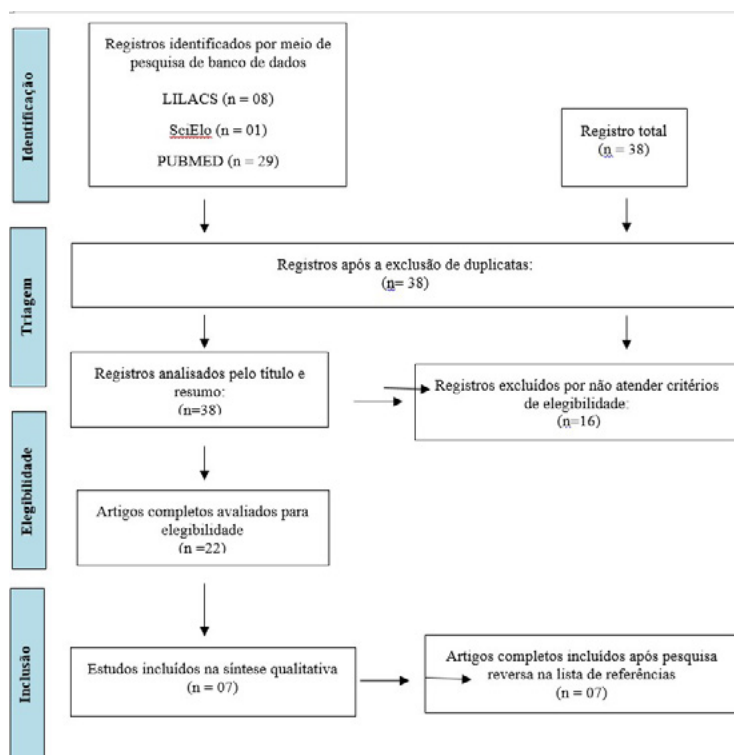 Identificação
Registros identificados por meio de
pesquisa de banco de dados
LILACS (n = 08)
SciElo (n = 01)
PUBMED (n = 29)
Registro total
(n = 38)
Triagem
Registros após a exclusão de duplicatas:
(n= 38)
Registros analisados pelo título e
resumo:
(n=38)
Registros excluídos por não atender critérios
de elegibilidade:
(n=16)
Elegibilidade
Artigos completos avaliados para
elegibilidade
(n =22)
Inclusão
Estudos incluídos na síntese qualitativa
(n = 07)
Artigos completos incluídos após pesquisa
reversa na lista de referências
(n = 07)